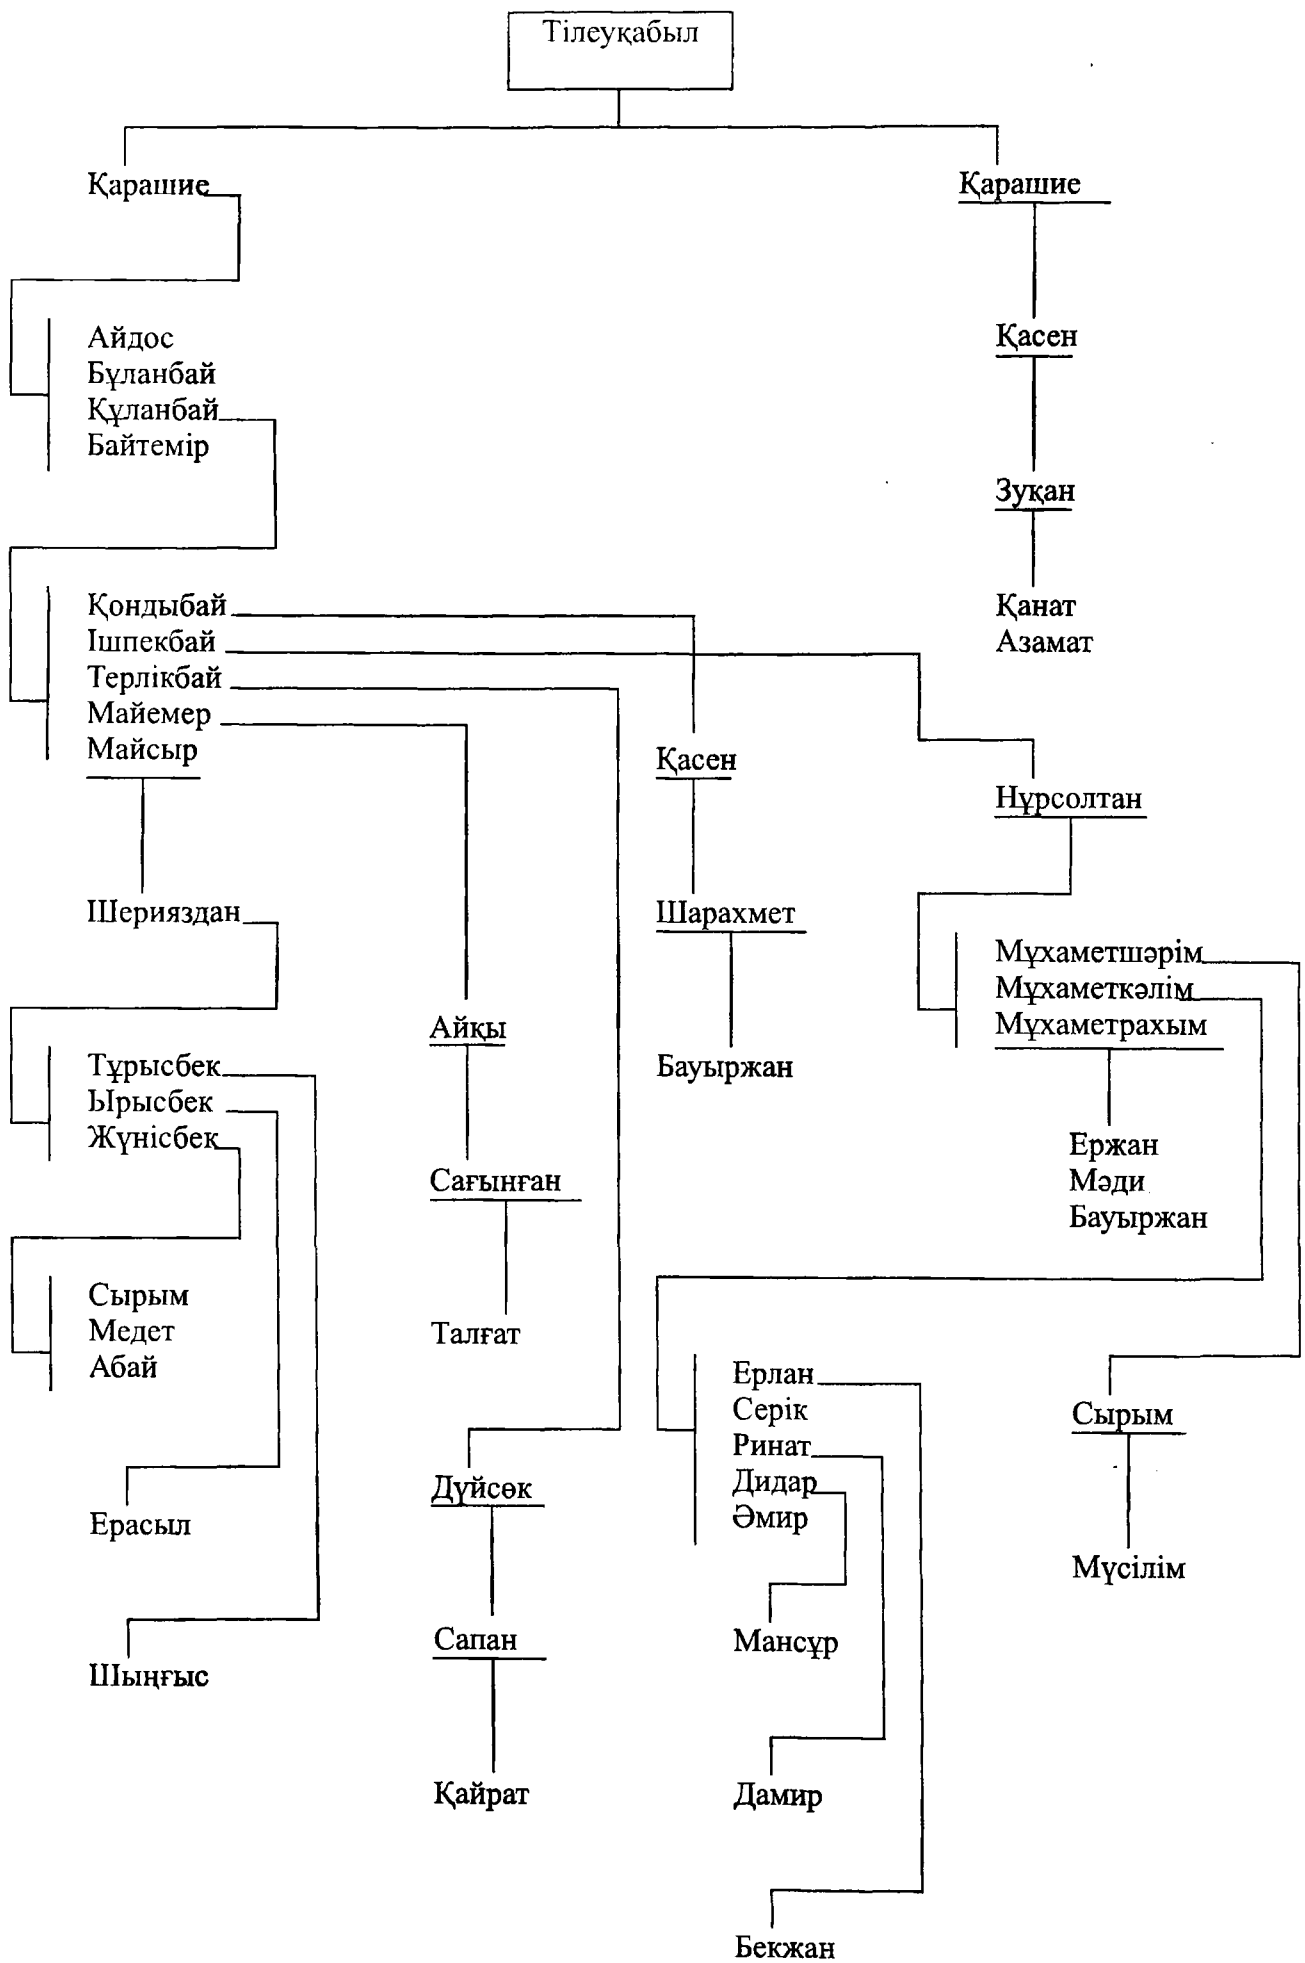 Тілеуқабыл
Қарашие
Қарашие
Айдос
Бұланбай
Құланбай
Байтемір
Қасен
Зуқан
Қанат
Азамат
Қондыбай
Ішпекбай
Терлікбай
Майемер
Майсыр
Қасен
Нұрсолтан
Шерияздан
Шарахмет
Мұхаметшәрім
Мұхаметкәлім
Мұхаметрахым
Айқы
Бауыржан
Тұрысбек
Ырысбек
Жүнісбек
Ержан
Мәди
Бауыржан
Сағынған
Сырым
Медет
Абай
Талғат
Ерлан
Серік
Ринат
Дидар
Әмир
Сырым
Дүйсөк
Ерасыл
Мүсілім
Сапан
Мансұр
Шыңғыс
Қайрат
Дамир
Бекжан